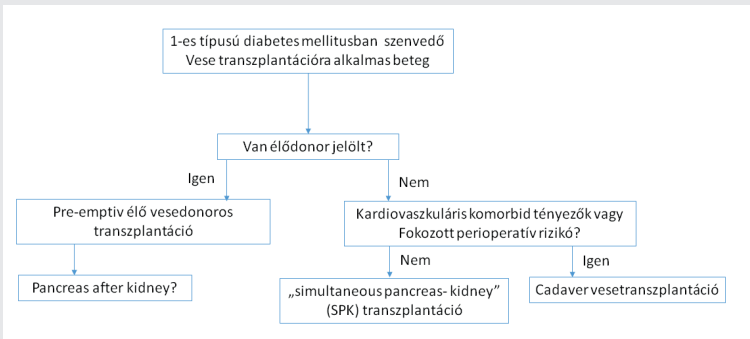 1-es típusú diabetes mellitusban szenvedő
Vese transzplantációra alkalmas beteg
Van élődonor jelölt?
Igen
Nem
Pre-emptiv élő vesedonoros
transzplantáció
Kardiovaszkuláris komorbid tényezők vagy
Fokozott perioperatív rizikó?
Nem
Igen
Pancreas after kidney?
„simultaneous pancreas- kidney”
(SPK) transzplantáció
Cadaver vesetranszplantáció